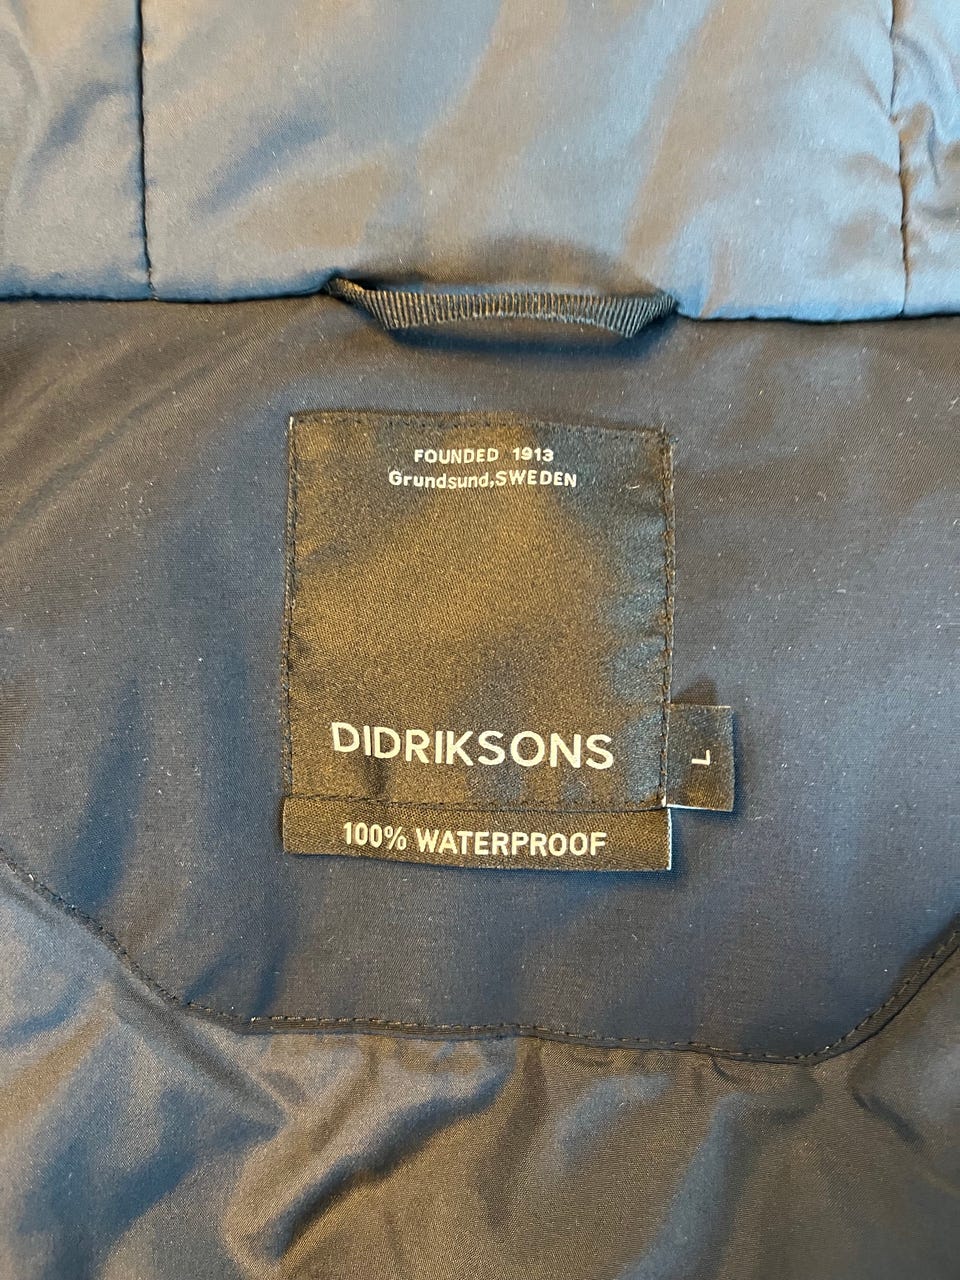 FOUNDED 1913
Grundsund,SWEDEN
DIDRIKSONS
L
100% WATERPROOF